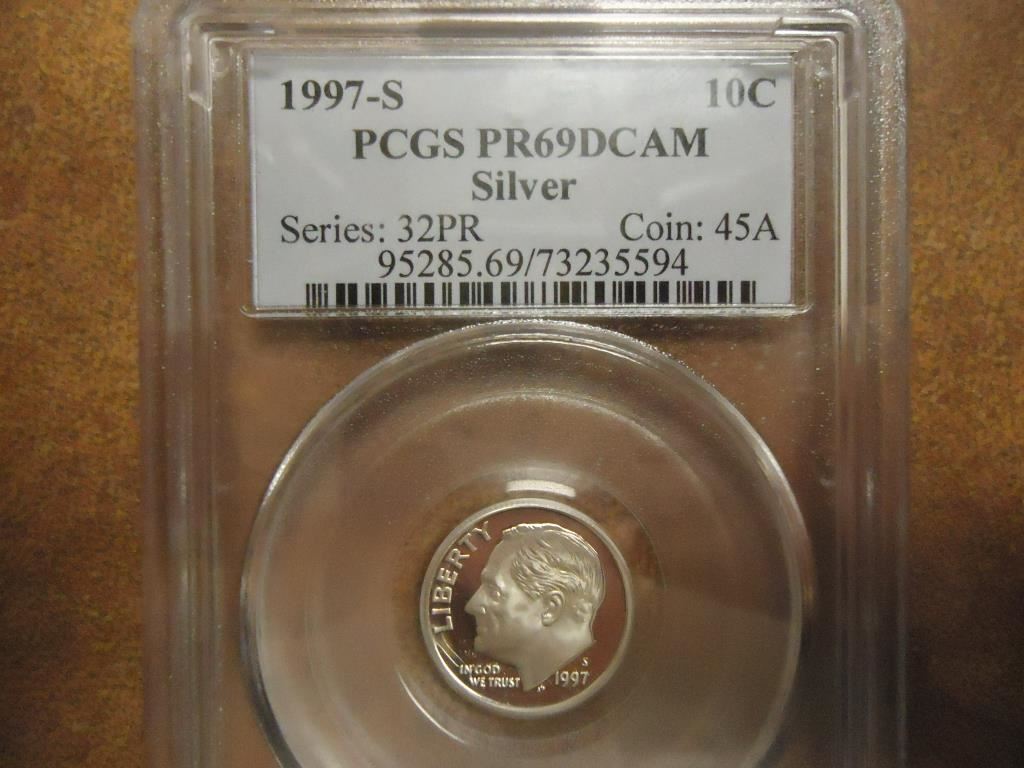 1997-S 10C
PCGS PR69DCAM
Silver
Series: 32PR Coin: 45A
95285.69/73235594
LIBERTY
IN GOD
WE TRUST
S
1997